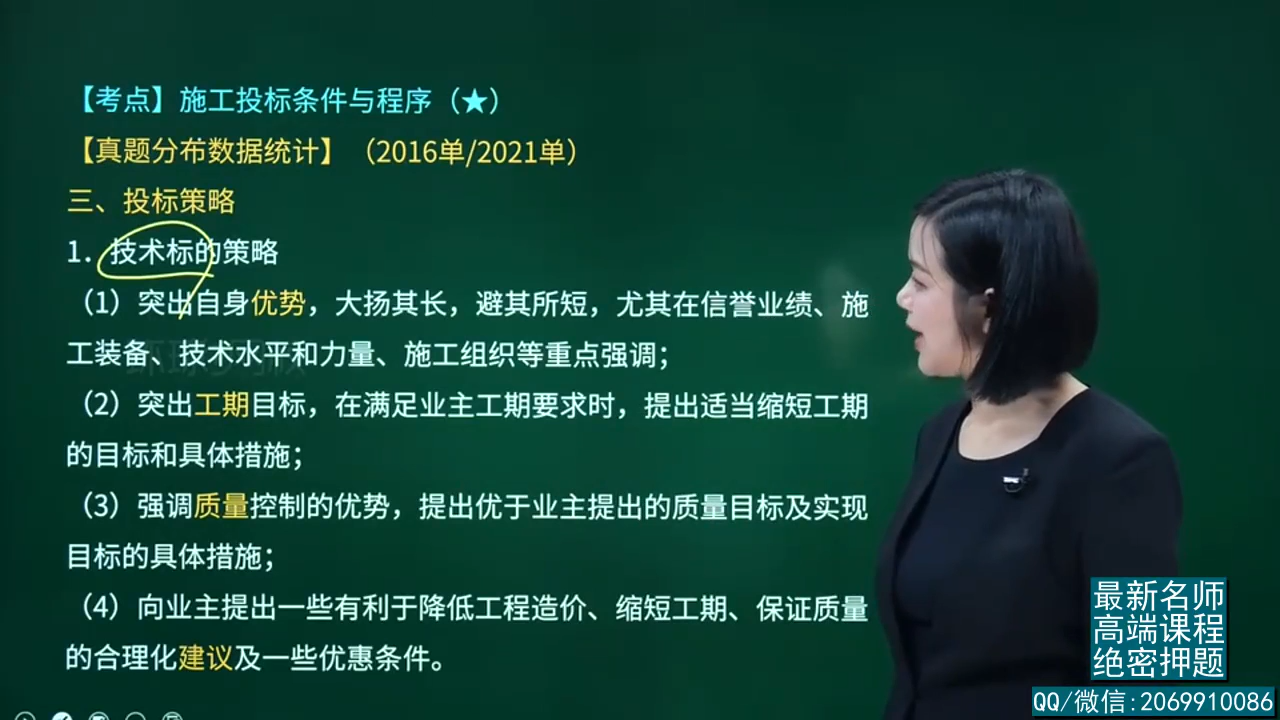 【考点】施工投标条件与程序（★）
【真题分布数据统计】（2016单/2021单）
三、投标策略
1．技术标的策略
（1）突出自身优势，大扬其长，避其所短，尤其在信誉业绩、施
工装备、技术水平和力量、施工组织等重点强调；
（2）突出工期目标，在满足业主工期要求时，提出适当缩短工期
的目标和具体措施；
（3）强调质量控制的优势，提出优于业主提出的质量目标及实现
目标的具体措施；
（4）向业主提出一些有利于降低工程造价、缩短工期、保证质量
的合理化建议及一些优惠条件。
最新名师
高端课程
绝密押题
QQ/微信:2069910086